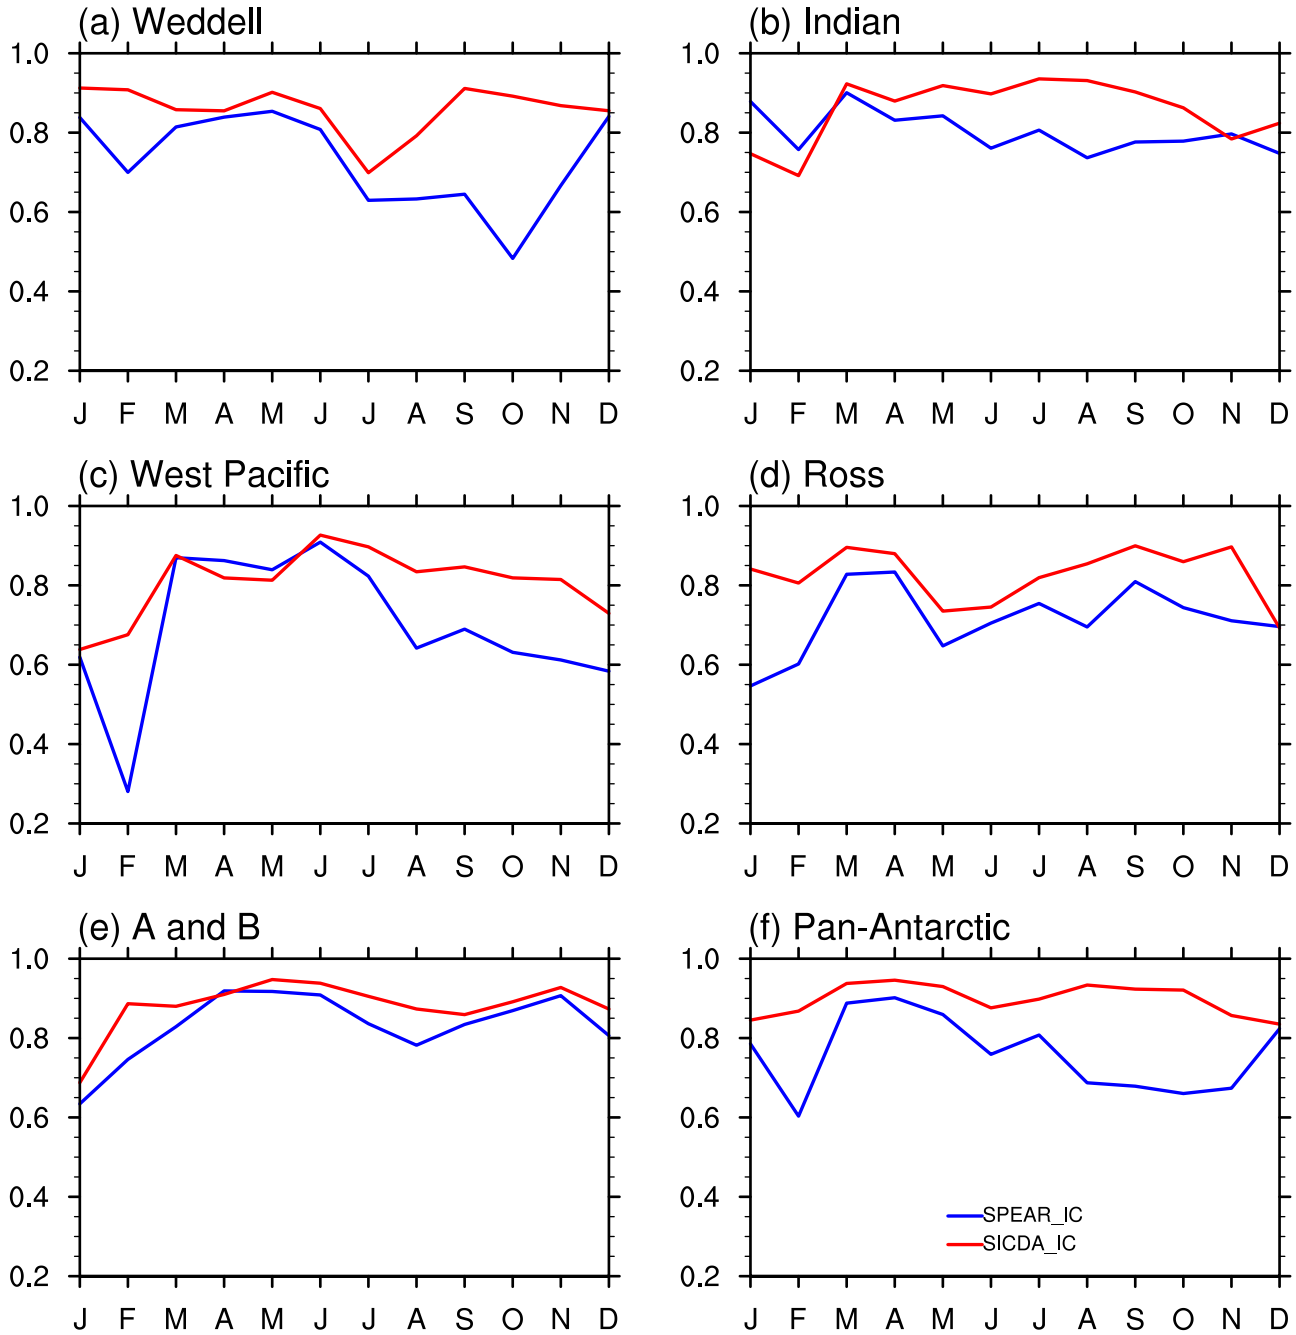 (a) Weddell
1.0
0.8
0.6
0.4
0.2
J F M A M J J A S O N D
(b) Indian
1.0
0.8
0.6
0.4
0.2
J F M A M J J A S O N D
(c) West Pacific
1.0
0.8
0.6
0.4
0.2
J F M A M J J A S O N D
(d) Ross
1.0
0.8
0.6
0.4
0.2
J F M A M J J A S O N D
(e) A and B
1.0
0.8
0.6
0.4
0.2
J F M A M J J A S O N D
(f) Pan-Antarctic
1.0
0.8
0.6
0.4
0.2
SPEAR_IC
SICDA_IC
J F M A M J J A S O N D